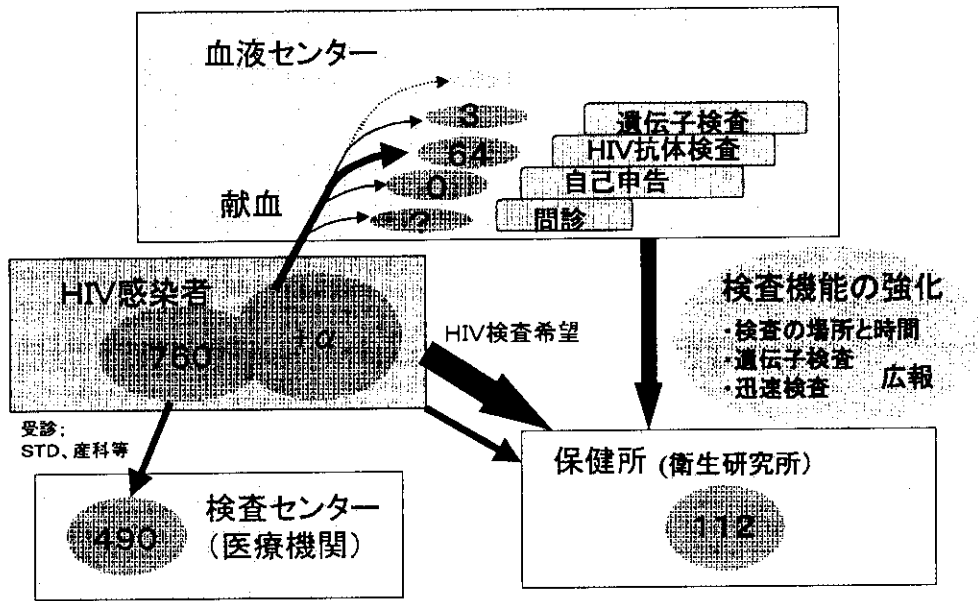 血液センター
3
遺伝子検査
64
HIV抗体検査
0
自己申告
献血
?
問診
HIV感染者
760
+α
HIV検査希望
検査機能の強化
・検査の場所と時間
・遺伝子検査
・迅速検査
広報
受診;
STD、産科等
保健所 (衛生研究所)
112
490
検査センター
(医療機関)